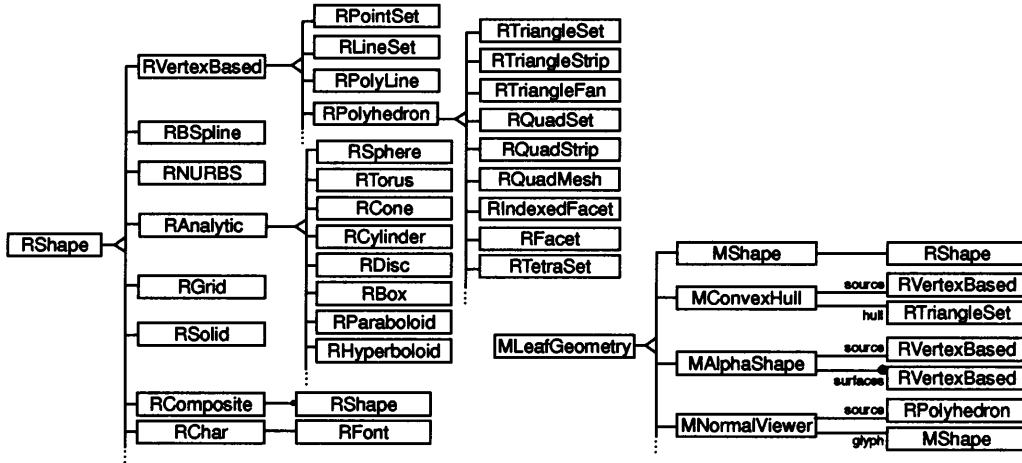 RShape
RVertexBased
RBSpline
RNURBS
RAnalytic
RGrid
RSolid
RComposite
RChar
RPointSet
RLineSet
RPolyLine
RPolyhedron
RSphere
RTorus
RCone
RCylinder
RDisc
RBox
RParaboloid
RHyperboloid
RShape
RFont
RTriangleSet
RTriangleStrip
RTriangleFan
RQuadSet
RQuadStrip
RQuadMesh
RIndexedFacet
RFacet
RTetraSet
MLeafGeometry
MShape
RShape
MConvexHull
source
RVertexBased
hull
RTriangleSet
MAlphaShape
source
RVertexBased
surfaces
RVertexBased
MNormalViewer
source
RPolyhedron
glyph
MShape